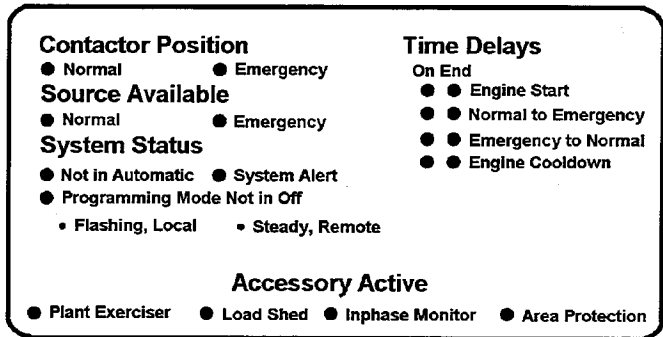 Contactor Position
Normal
Emergency
Source Available
Normal
Emergency
System Status
Not in Automatic
System Alert
Programming Mode Not in Off
Flashing, Local
Steady, Remote
Time Delays
On End
Engine Start
Normal to Emergency
Emergency to Normal
Engine Cooldown
Accessory Active
Plant Exerciser
Load Shed
Inphase Monitor
Area Protection